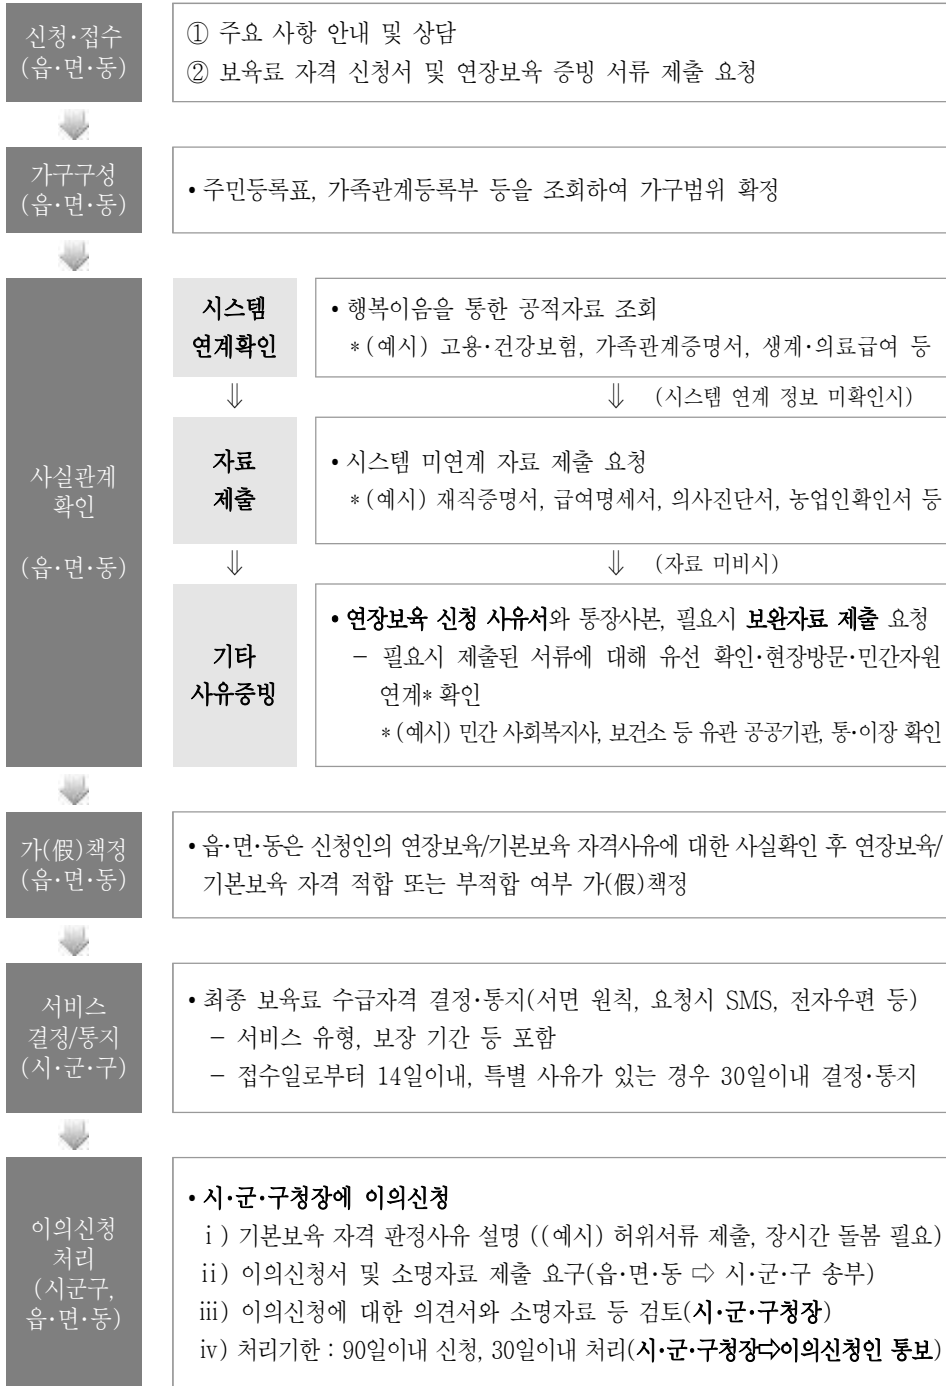 신청·접수
(읍·면·동)
① 주요 사항 안내 및 상담
② 보육료 자격 신청서 및 연장보육 증빙 서류 제출 요청
가구구성
(읍·면·동)
• 주민등록표, 가족관계등록부 등을 조회하여 가구범위 확정
사실관계
확인
(읍·면·동)
시스템
연계확인
• 행복이음을 통한 공적자료 조회
*(예시) 고용·건강보험, 가족관계증명서, 생계·의료급여 등
⇓ ⇓ (시스템 연계 정보 미확인시)
자료
제출
• 시스템 미연계 자료 제출 요청
*(예시) 재직증명서, 급여명세서, 의사진단서, 농업인확인서 등
⇓ ⇓ (자료 미비시)
기타
사유증빙
• 연장보육 신청 사유서와 통장사본, 필요시 보완자료 제출 요청
- 필요시 제출된 서류에 대해 유선 확인·현장방문·민간자원
연계* 확인
*(예시) 민간 사회복지사, 보건소 등 유관 공공기관, 통·이장 확인
가(假)책정
(읍·면·동)
• 읍·면·동은 신청인의 연장보육/기본보육 자격사유에 대한 사실확인 후 연장보육/
기본보육 자격 적합 또는 부적합 여부 가(假)책정
서비스
결정/통지
(시·군·구)
• 최종 보육료 수급자격 결정·통지(서면 원칙, 요청시 SMS, 전자우편 등)
- 서비스 유형, 보장 기간 등 포함
- 접수일로부터 14일이내, 특별 사유가 있는 경우 30일이내 결정·통지
이의신청
처리
(시군구,
읍·면·동)
• 시·군·구청장에 이의신청
ⅰ) 기본보육 자격 판정사유 설명 ((예시) 허위서류 제출, 장시간 돌봄 필요)
ⅱ) 이의신청서 및 소명자료 제출 요구(읍·면·동 ⇨ 시·군·구 송부)
ⅲ) 이의신청에 대한 의견서와 소명자료 등 검토(시·군·구청장)
ⅳ) 처리기한 : 90일이내 신청, 30일이내 처리(시·군·구청장⇨이의신청인 통보)